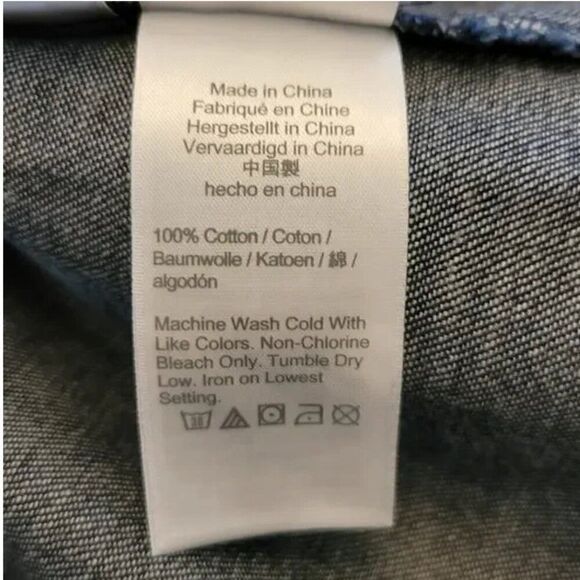 Made in China
Fabriqué en Chine
Hergestellt in China
Vervaardigd in China
中国製
hecho en china
100% Cotton / Coton /
Baumwolle / Katoen / 綿 /
algodón
Machine Wash Cold With
Like Colors. Non-Chlorine
Bleach Only. Tumble Dry
Low. Iron on Lowest
Setting.